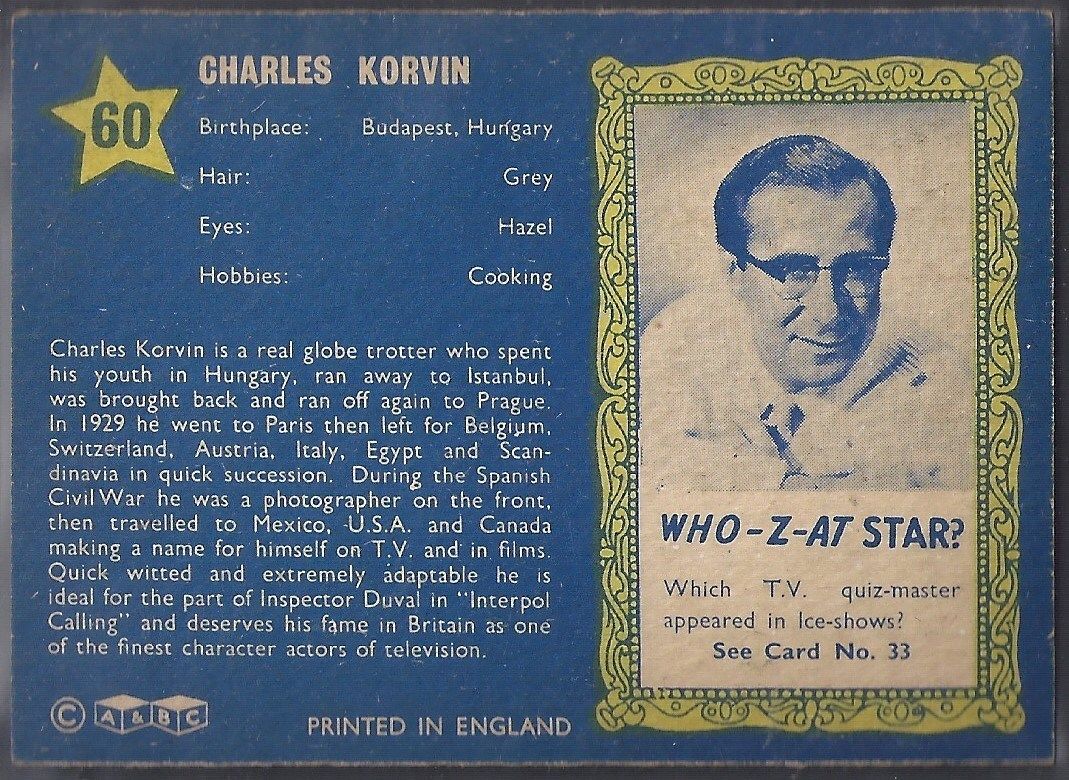 60
CHARLES KORVIN
Birthplace: Budapest, Hungary
Hair: Grey
Eyes: Hazel
Hobbies: Cooking
Charles Korvin is a real globe trotter who spent
his youth in Hungary, ran away to Istanbul,
was brought back and ran off again to Prague.
In 1929 he went to Paris then left for Belgium,
Switzerland, Austria, Italy, Egypt and Scan-
dinavia in quick succession. During the Spanish
Civil War he was a photographer on the front,
then travelled to Mexico, U.S.A. and Canada
making a name for himself on T.V. and in films.
Quick witted and extremely adaptable he is
ideal for the part of Inspector Duval in "Interpol
Calling" and deserves his fame in Britain as one
of the finest character actors of television.
© A & B C
PRINTED IN ENGLAND
WHO-Z-AT STAR?
Which T.V. quiz-master
appeared in Ice-shows?
See Card No. 33